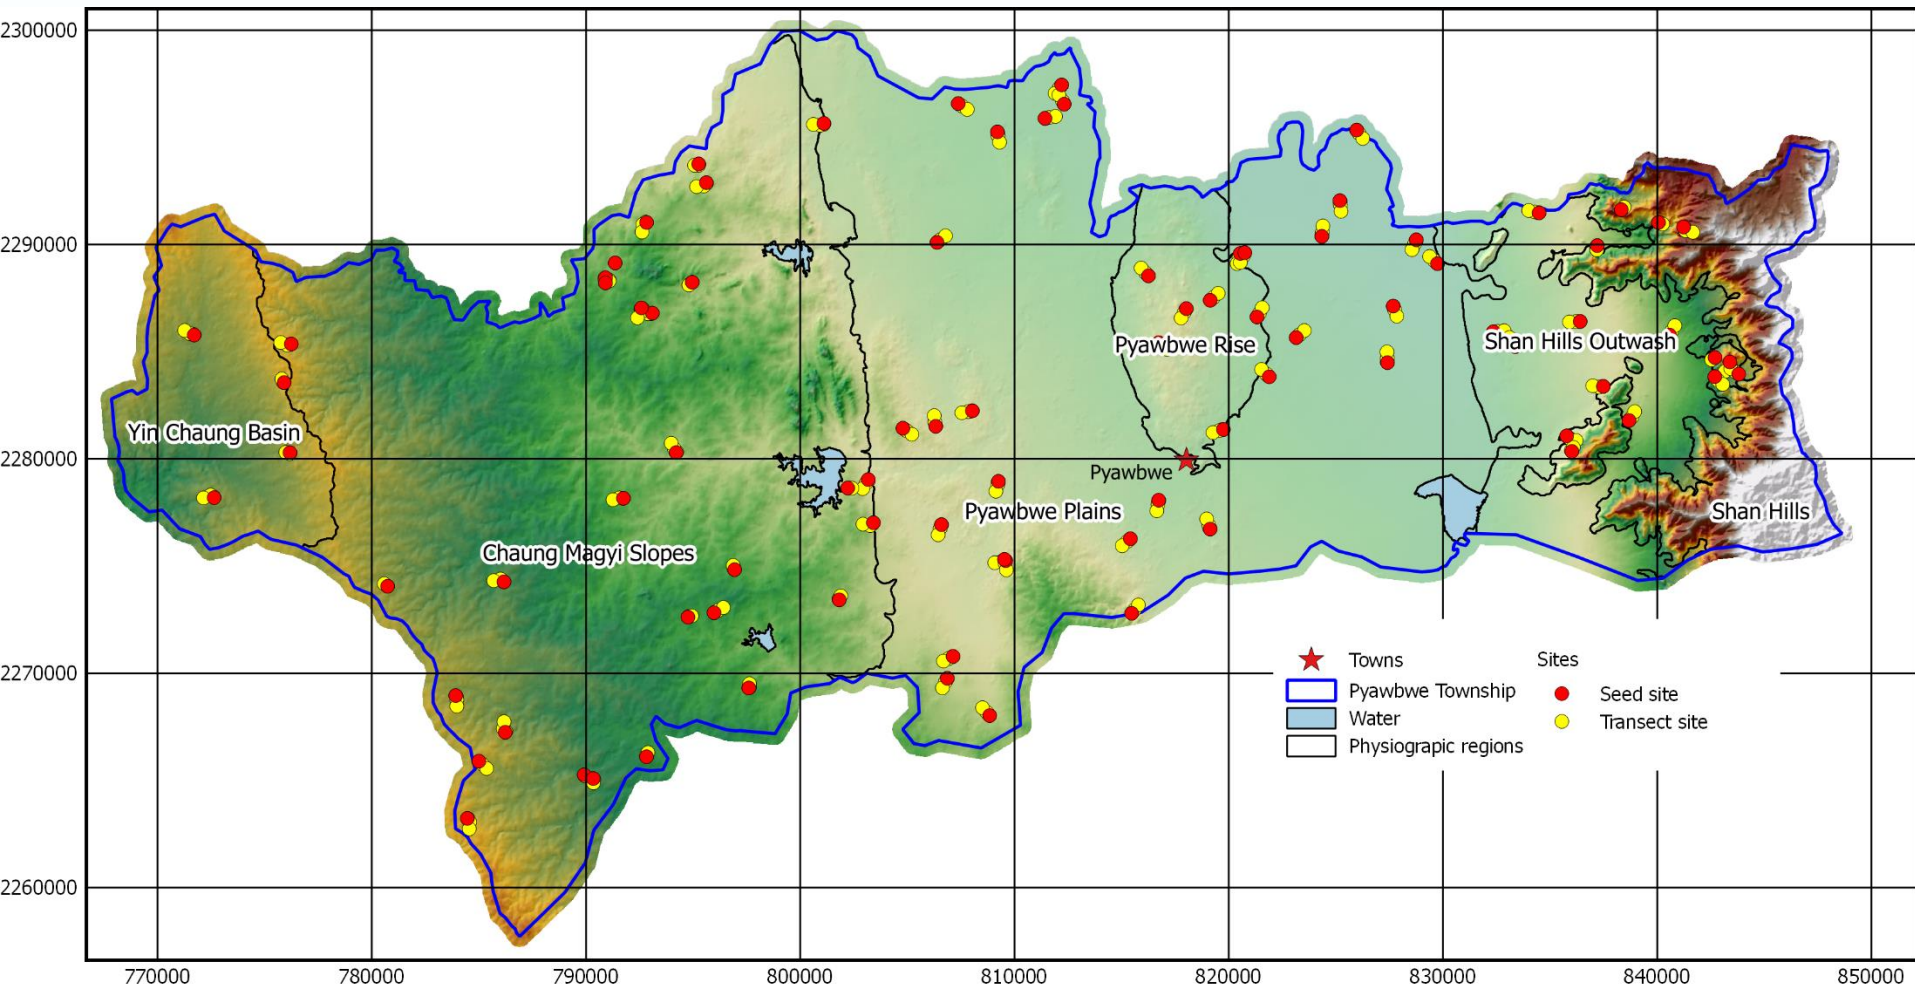 2300000
2290000
2280000
2270000
2260000
770000
780000
790000
800000
810000
820000
830000
840000
850000
Yin Chaung Basin
Chaung Magyi Slopes
Pyawbwe Rise
Pyawbwe
Pyawbwe Plains
Shan Hills Outwash
Shan Hills
Towns
Pyawbwe Township
Water
Physiograpic regions
Sites
Seed site
Transect site